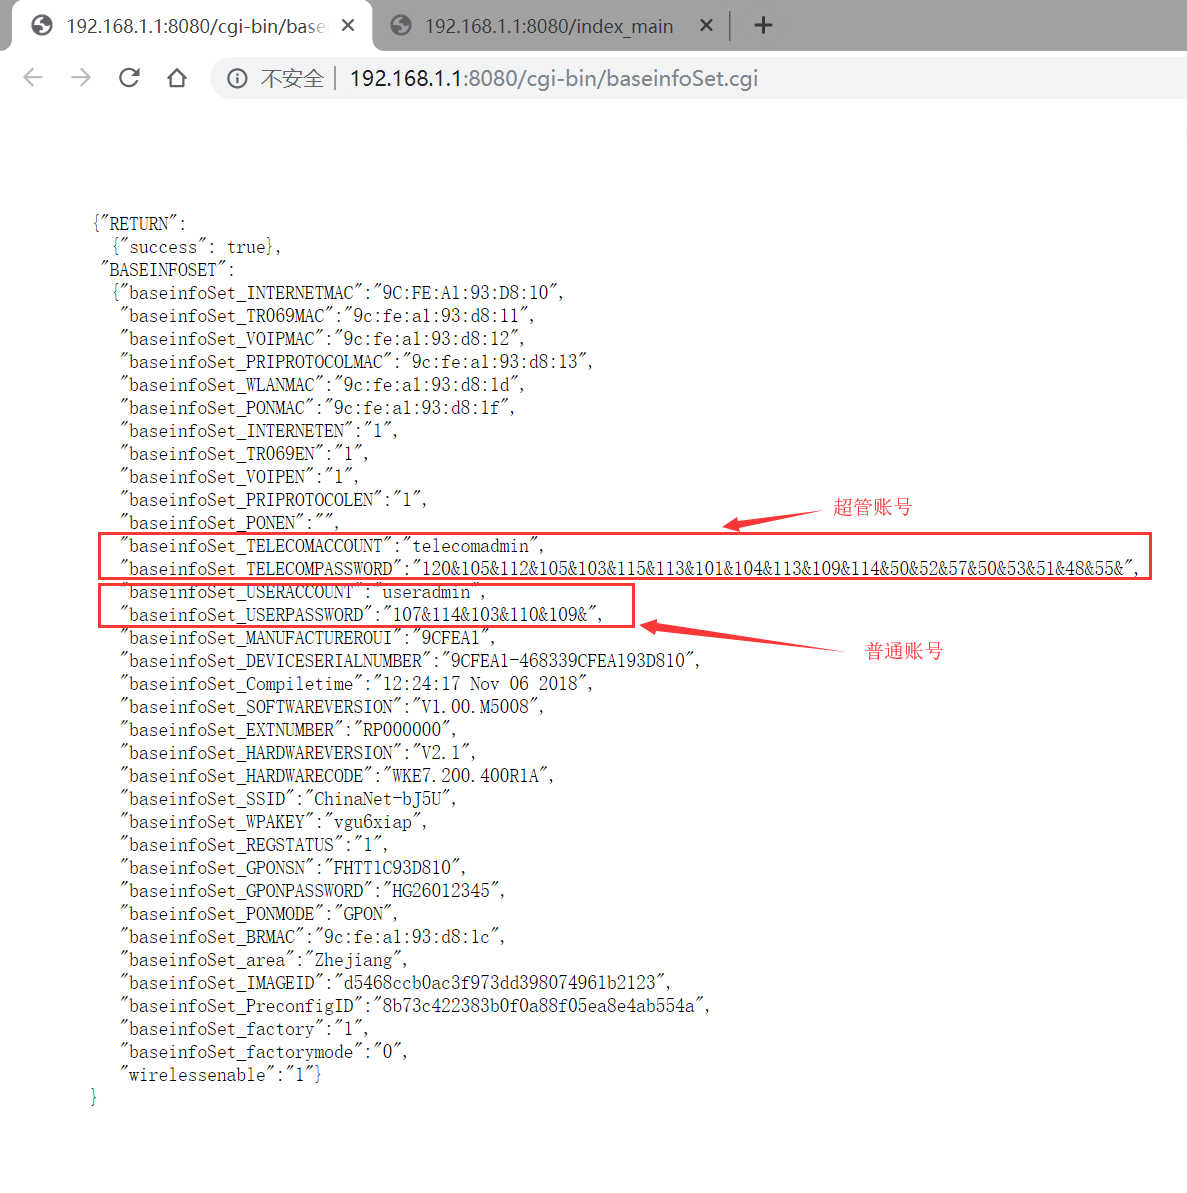 192.168.1.1:8080/cgi-bin/base
192.168.1.1:8080/index_main
不安全 192.168.1.1:8080/cgi-bin/baseinfoSet.cgi
{"RETURN":
{"success": true},
"BASEINFOSET":
{"baseinfoSet_INTERNETMAC":"9C:FE:A1:93:D8:10",
"baseinfoSet_TR069MAC":"9c:fe:a1:93:d8:11",
"baseinfoSet_VOIPMAC":"9c:fe:a1:93:d8:12",
"baseinfoSet_PRIPROTOCOLMAC":"9c:fe:a1:93:d8:13",
"baseinfoSet_WLANMAC":"9c:fe:a1:93:d8:1d",
"baseinfoSet_PONMAC":"9c:fe:a1:93:d8:1f",
"baseinfoSet_INTERNETEN":"1",
"baseinfoSet_TR069EN":"1",
"baseinfoSet_VOIPEN":"1",
"baseinfoSet_PRIPROTOCOLEN":"1",
超管账号
"baseinfoSet_PONEN":"",
"baseinfoSet_TELECOMACCOUNT":"telecomadmin",
"baseinfoSet_TELECOMPASSWORD":"120&105&112&105&103&115&113&101&104&113&109&114&50&52&57&50&53&51&48&55&",
"baseinfoSet_USERACCOUNT":"useradmin",
"baseinfoSet_USERPASSWORD":"107&114&103&110&109&",
"baseinfoSet_MANUFACTUREROUI":"9CFEA1",
普通账号
"baseinfoSet_DEVICESERIALNUMBER":"9CFEA1-468339CFEA193D810",
"baseinfoSet_Compiletime":"12:24:17 Nov 06 2018",
"baseinfoSet_SOFTWAREVERSION":"V1.00.M5008",
"baseinfoSet_EXTNUMBER":"RP000000",
"baseinfoSet_HARDWAREVERSION":"V2.1",
"baseinfoSet_HARDWARECODE":"WKE7.200.400R1A",
"baseinfoSet_SSID":"ChinaNet-bJ5U",
"baseinfoSet_WPAKEY":"vgu6xiap",
"baseinfoSet_REGSTATUS":"1",
"baseinfoSet_GPONSN":"FHTT1C93D810",
"baseinfoSet_GPONPASSWORD":"HG26012345",
"baseinfoSet_PONMODE":"GPON",
"baseinfoSet_BRMAC":"9c:fe:a1:93:d8:1c",
"baseinfoSet_area":"Zhejiang",
"baseinfoSet_IMAGEID":"d5468ccb0ac3f973dd398074961b2123",
"baseinfoSet_PreconfigID":"8b73c422383b0f0a88f05ea8e4ab554a",
"baseinfoSet_factory":"1",
"baseinfoSet_factorymode":"0",
"wirelessenable":"1"}
}